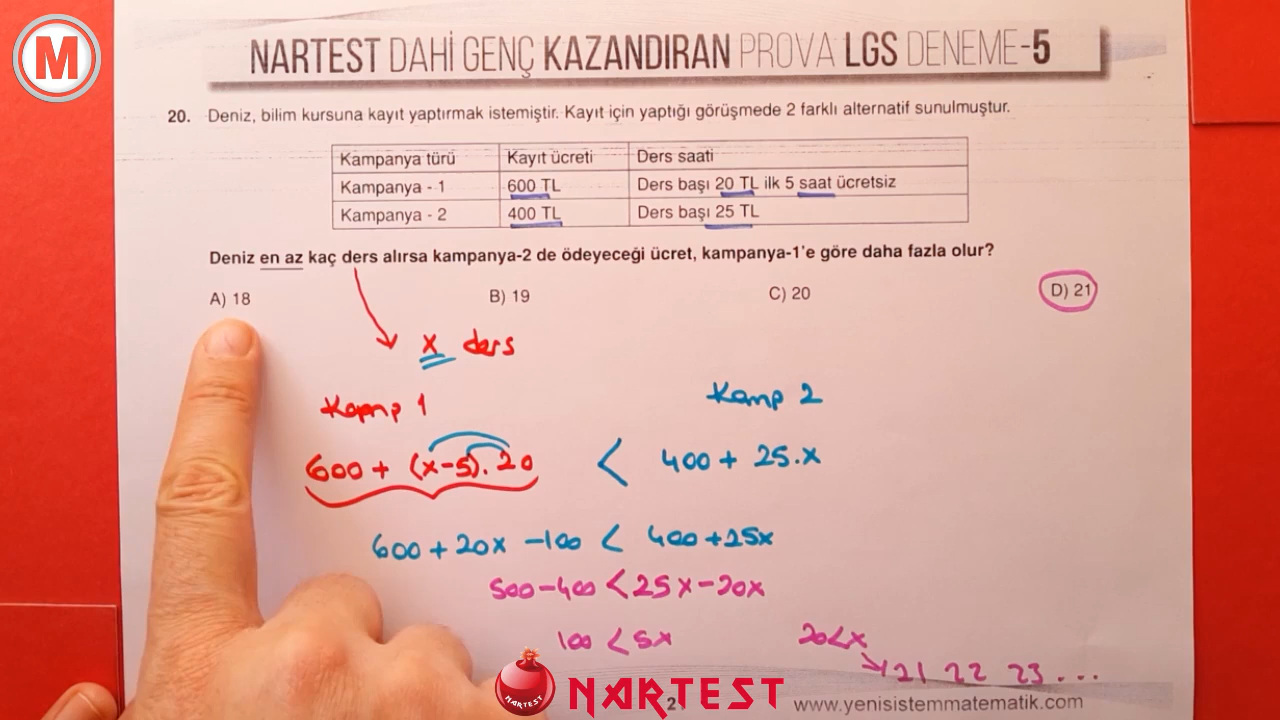 M
NARTEST DAHİ GENÇ KAZANDIRAN PROVA LGS DENEME-5
20. Deniz, bilim kursuna kayıt yaptırmak istemiştir. Kayıt için yaptığı görüşmede 2 farklı alternatif sunulmuştur.
Kampanya türü Kayıt ücreti Ders saati
Kampanya - 1 600 TL Ders başı 20 TL ilk 5 saat ücretsiz
Kampanya - 2 400 TL Ders başı 25 TL
Deniz en az kaç ders alırsa kampanya-2 de ödeyeceği ücret, kampanya-1'e göre daha fazla olur?
A) 18 B) 19 C) 20 D) 21
x ders
Kamp 1 Kamp 2
600 + (x-5).20 < 400 + 25.x
600 + 20x -100 < 400 +25x
500-400 < 25x-20x
100 < 5x 20<x
21 22 23 ...
NARTEST NARTEST 2
www.yenisistemmatematik.com